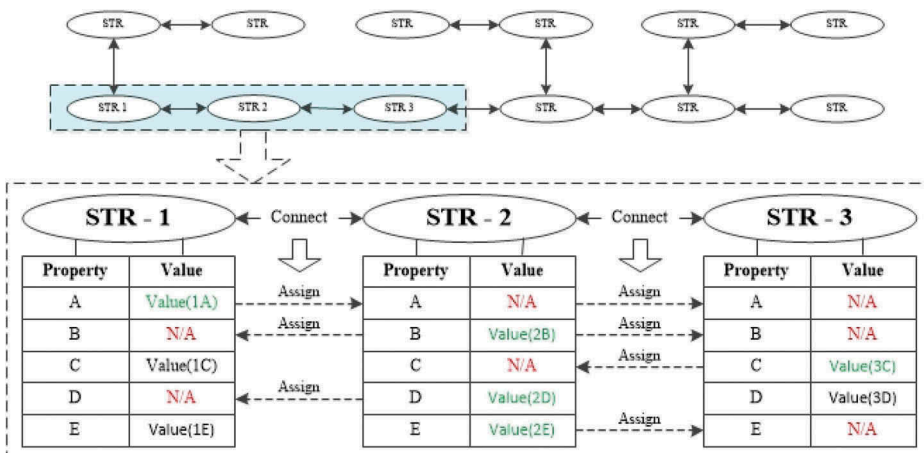 STR STR STR STR STR STR
STR 1 STR 2 STR 3 STR STR STR
STR - 1 Connect STR - 2 Connect STR - 3
Property Value Property Value Property Value
A Value(1A) Assign A N/A Assign A N/A
B N/A Assign B Value(2B) Assign B N/A
C Value(1C) C N/A Assign C Value(3C)
D N/A Assign D Value(2D) D Value(3D)
E Value(1E) E Value(2E) Assign E N/A